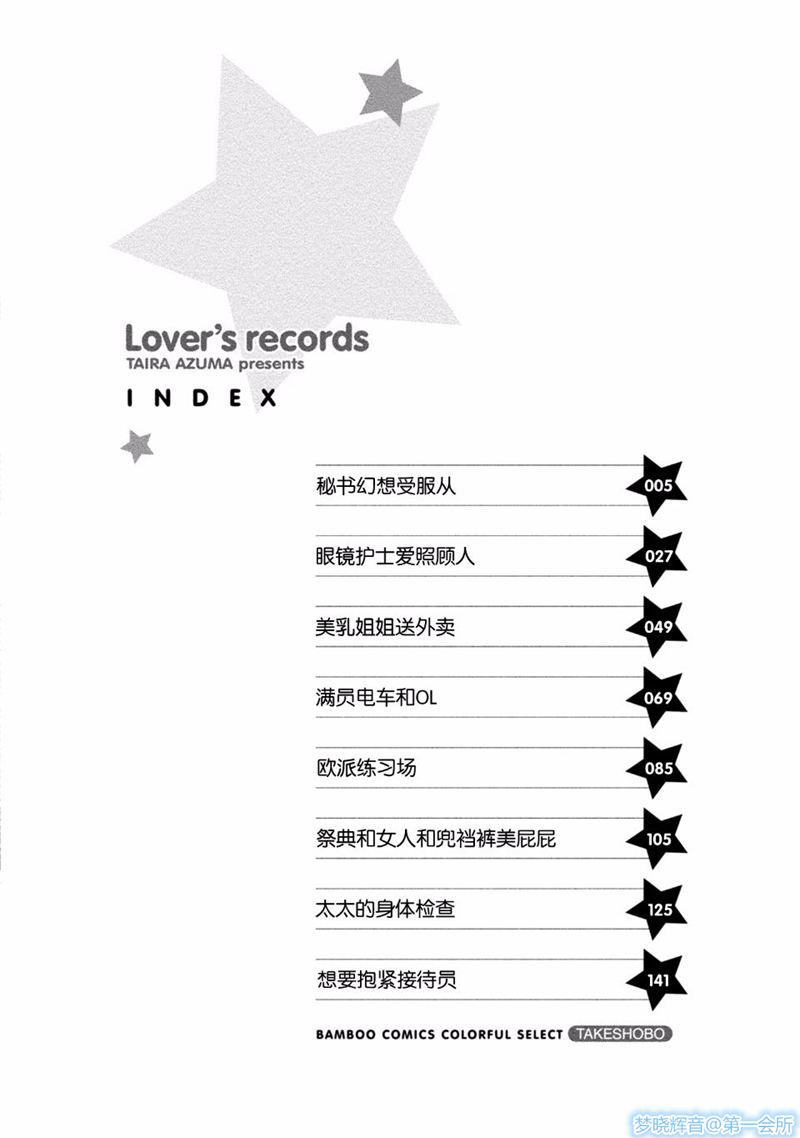 Lover's records
TAIRA AZUMA presents
INDEX
秘书幻想受服从 005
眼镜护士爱照顾人 027
美乳姐姐送外卖 049
满员电车和OL 069
欧派练习场 085
祭典和女人和兜裆裤美屁屁 105
太太的身体检查 125
想要抱紧接待员 141
BAMBOO COMICS COLORFUL SELECT TAKESHOBO
梦晓辉音@第一会所